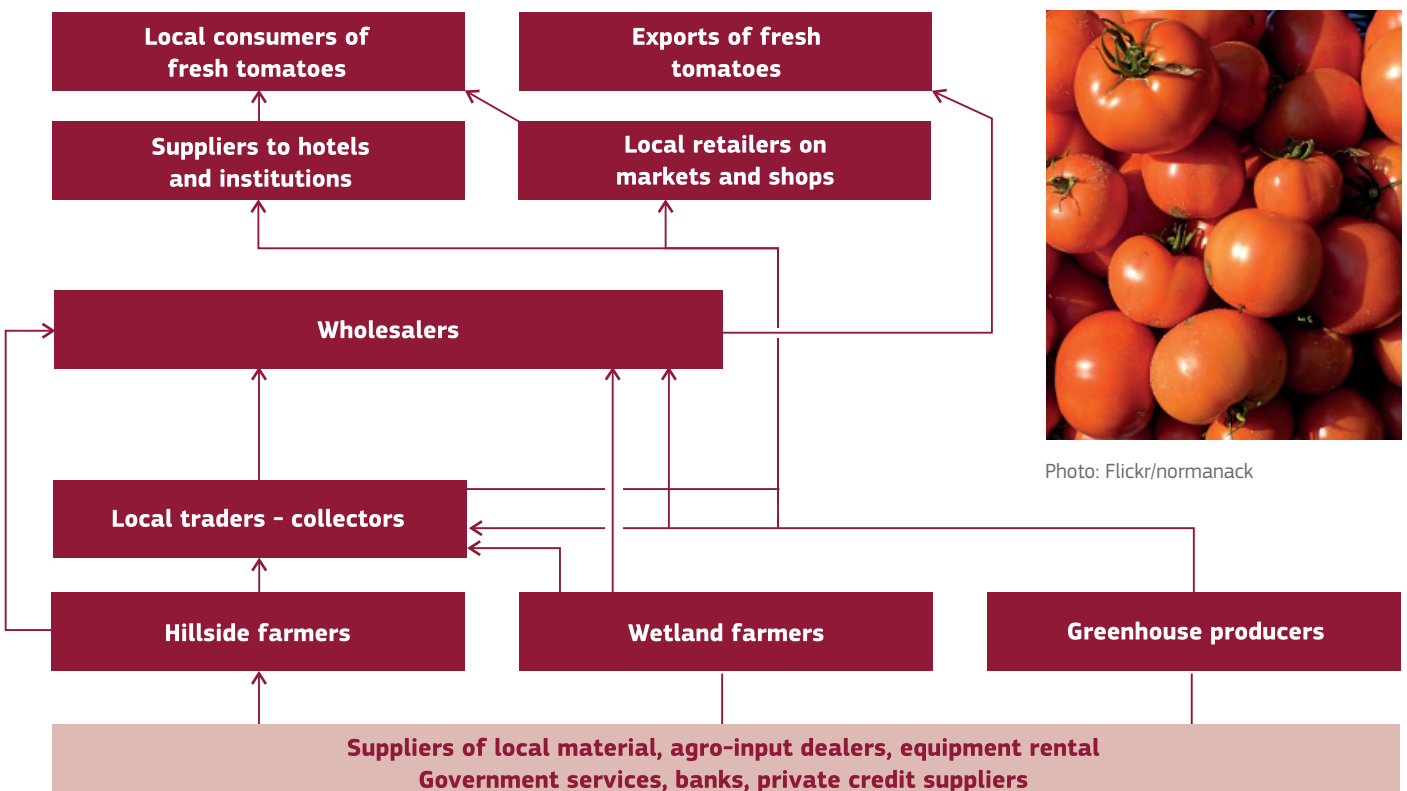 Local consumers of
fresh tomatoes
Exports of fresh
tomatoes
Suppliers to hotels
and institutions
Local retailers on
markets and shops
Wholesalers
Photo: Flickr/normanack
Local traders - collectors
Hillside farmers
Wetland farmers
Greenhouse producers
Suppliers of local material, agro-input dealers, equipment rental
Government services, banks, private credit suppliers